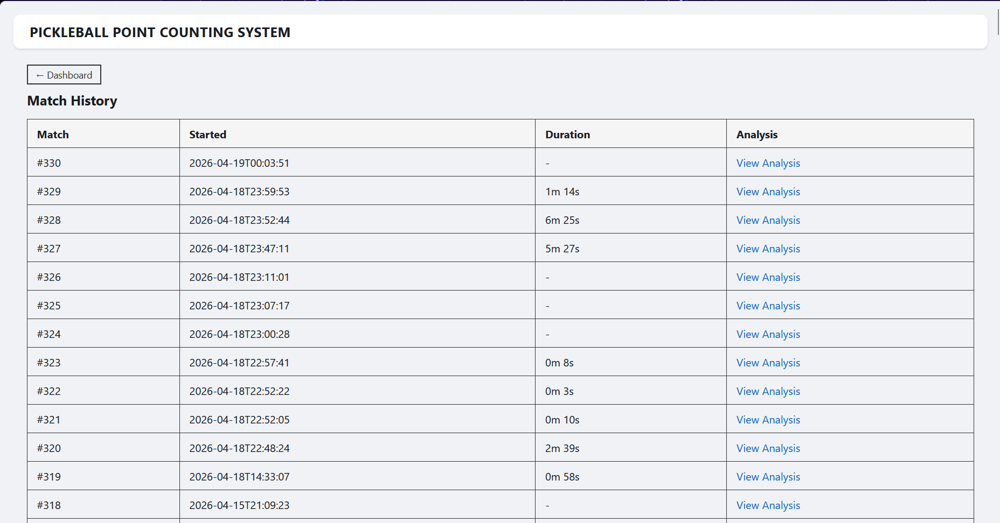 PICKLEBALL POINT COUNTING SYSTEM
← Dashboard
Match History
Match Started Duration Analysis
#330 2026-04-19T00:03:51 - View Analysis
#329 2026-04-18T23:59:53 1m 14s View Analysis
#328 2026-04-18T23:52:44 6m 25s View Analysis
#327 2026-04-18T23:47:11 5m 27s View Analysis
#326 2026-04-18T23:11:01 - View Analysis
#325 2026-04-18T23:07:17 - View Analysis
#324 2026-04-18T23:00:28 - View Analysis
#323 2026-04-18T22:57:41 0m 8s View Analysis
#322 2026-04-18T22:52:22 0m 3s View Analysis
#321 2026-04-18T22:52:05 0m 10s View Analysis
#320 2026-04-18T22:48:24 2m 39s View Analysis
#319 2026-04-18T14:33:07 0m 58s View Analysis
#318 2026-04-15T21:09:23 - View Analysis